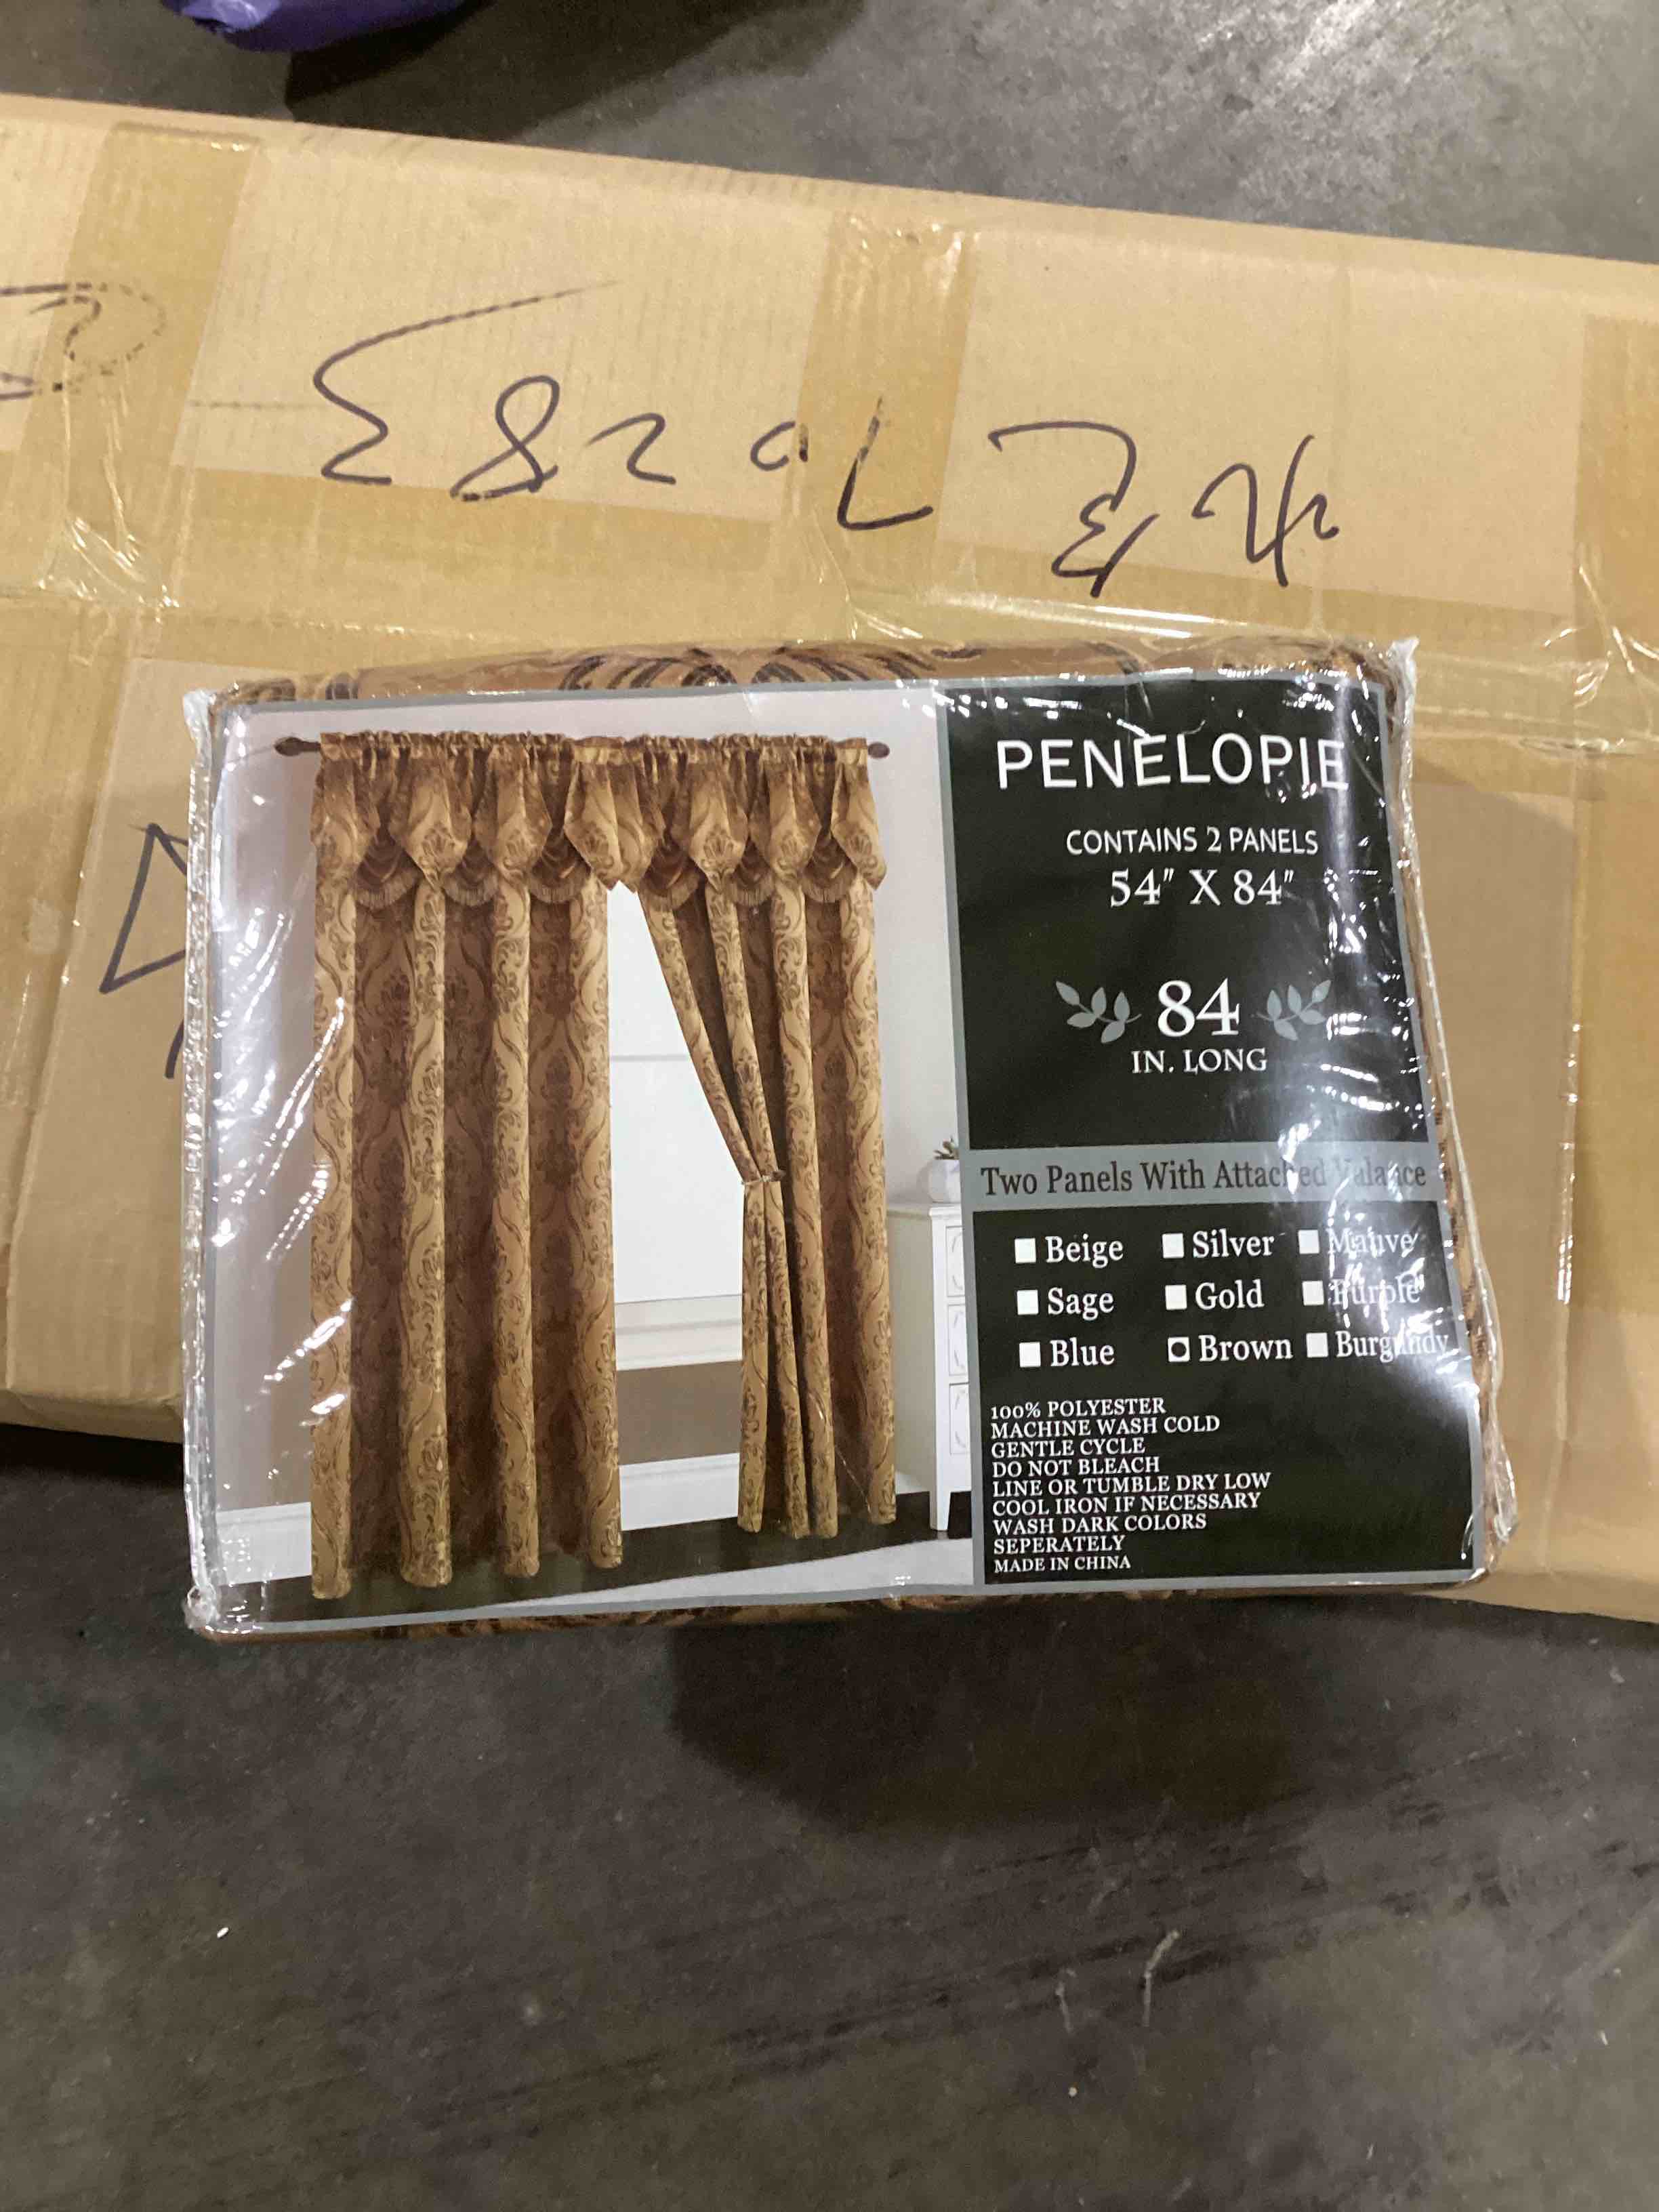 PENELOPIE
CONTAINS 2 PANELS
54" X 84"
84
IN. LONG
Two Panels With Attached Valance
Beige Silver Mauve
Sage Gold Purple
Blue Brown Burgundy
100% POLYESTER
MACHINE WASH COLD
GENTLE CYCLE
DO NOT BLEACH
LINE OR TUMBLE DRY LOW
COOL IRON IF NECESSARY
WASH DARK COLORS
SEPERATELY
MADE IN CHINA